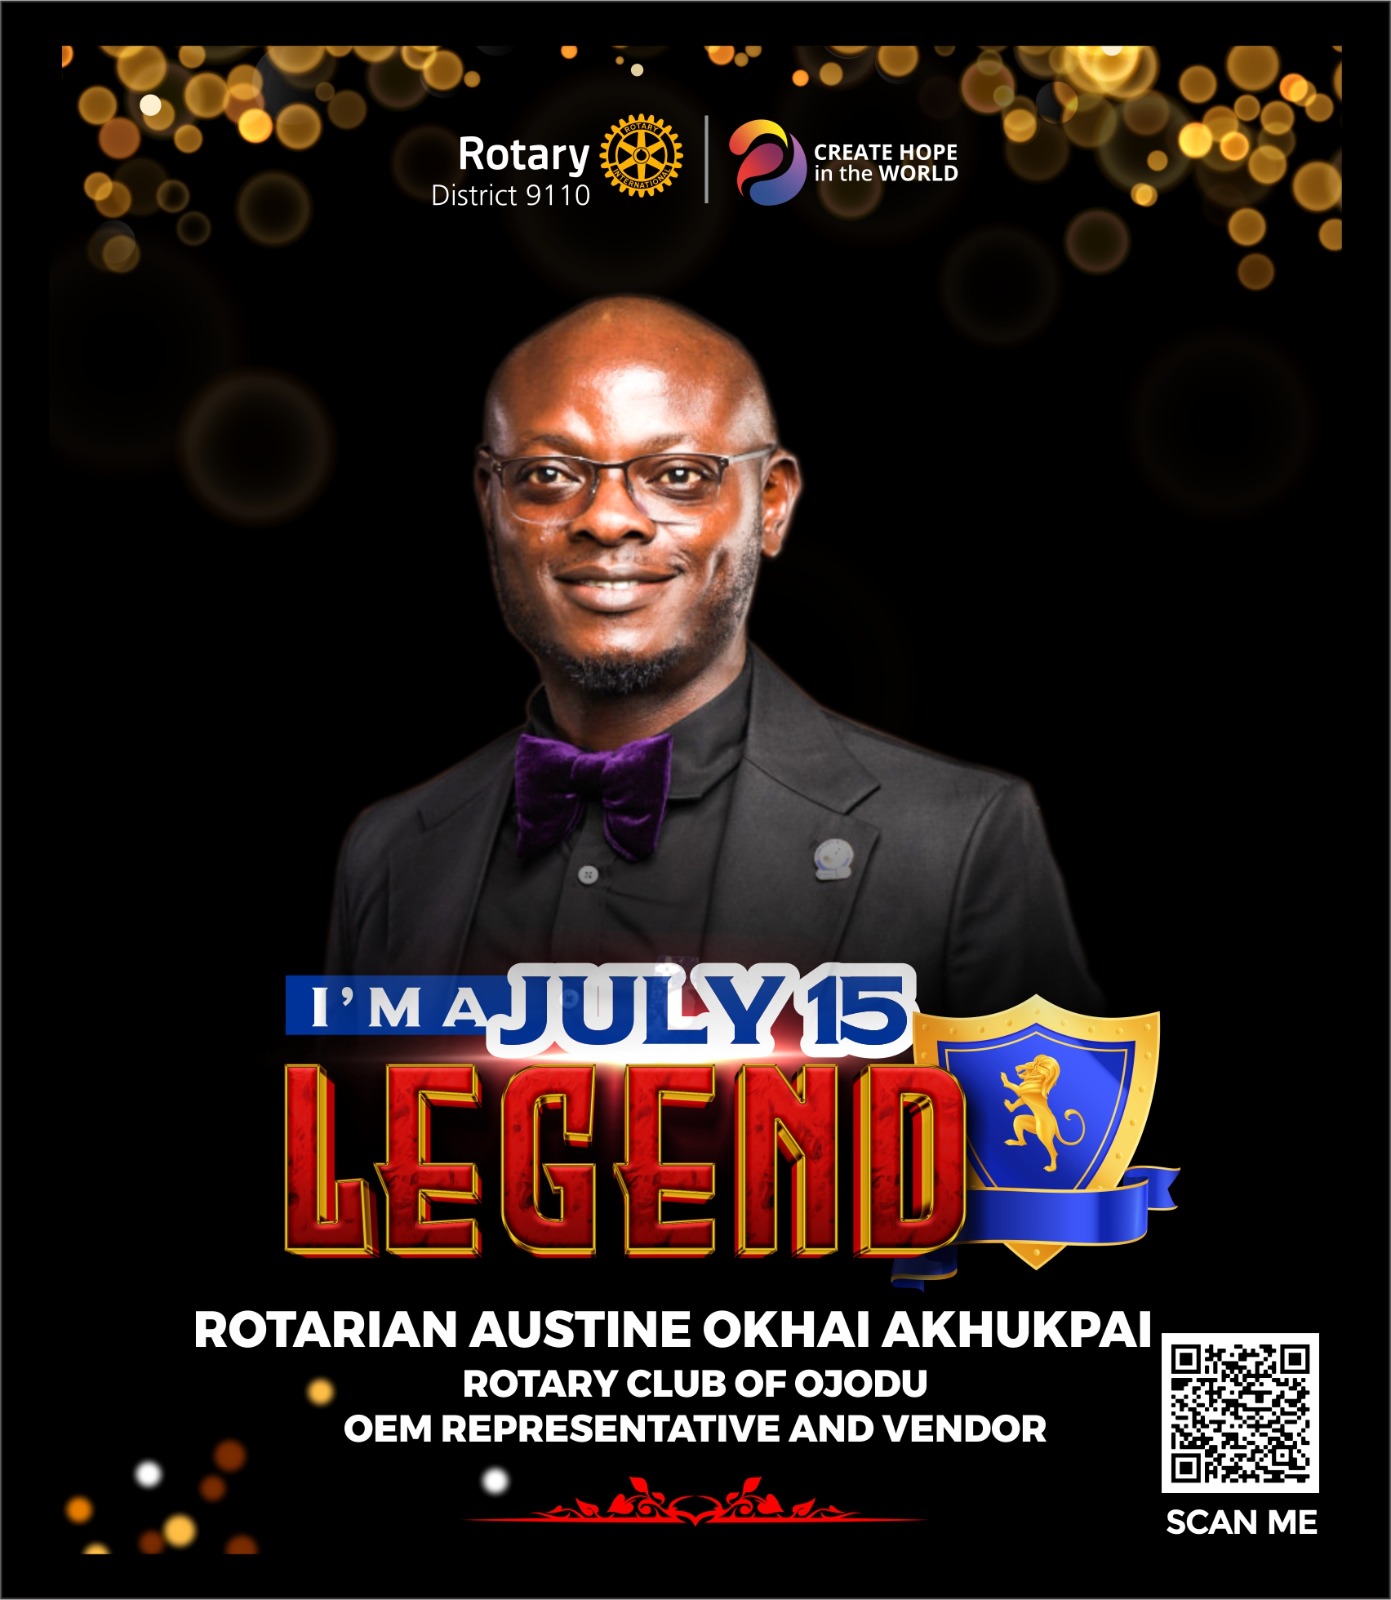 Rotary
District 9110
ROTARY
INTERNATIONAL
CREATE HOPE
in the WORLD
I'M A JULY 15
LEGEND
ROTARIAN AUSTINE OKHAI AKHUKPAI
ROTARY CLUB OF OJODU
OEM REPRESENTATIVE AND VENDOR
SCAN ME